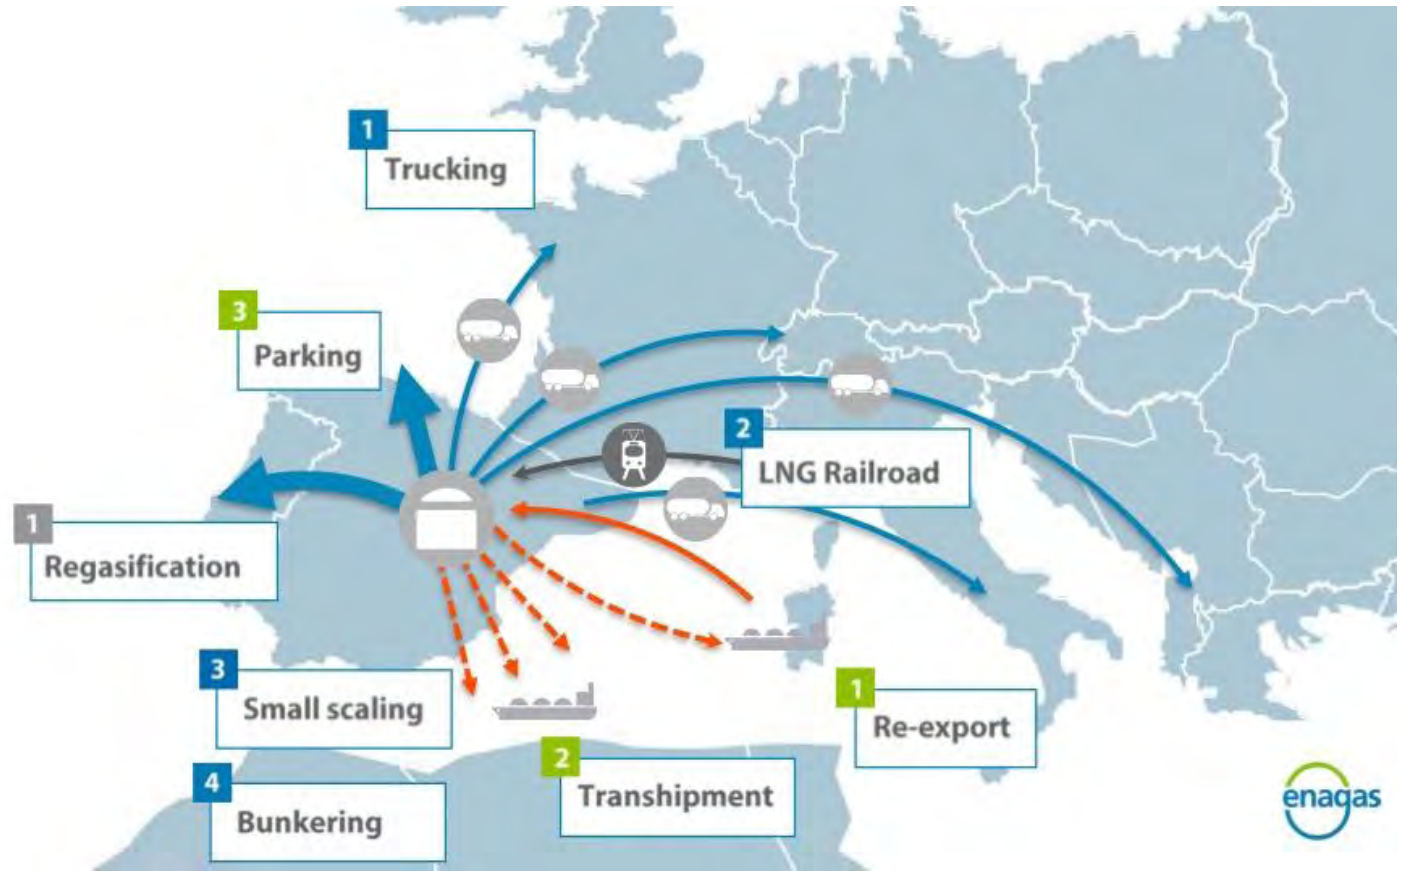 1
Trucking
3
Parking
2
LNG Railroad
1
Regasification
3
Small scaling
1
Re-export
2
Transhipment
4
Bunkering
enagas